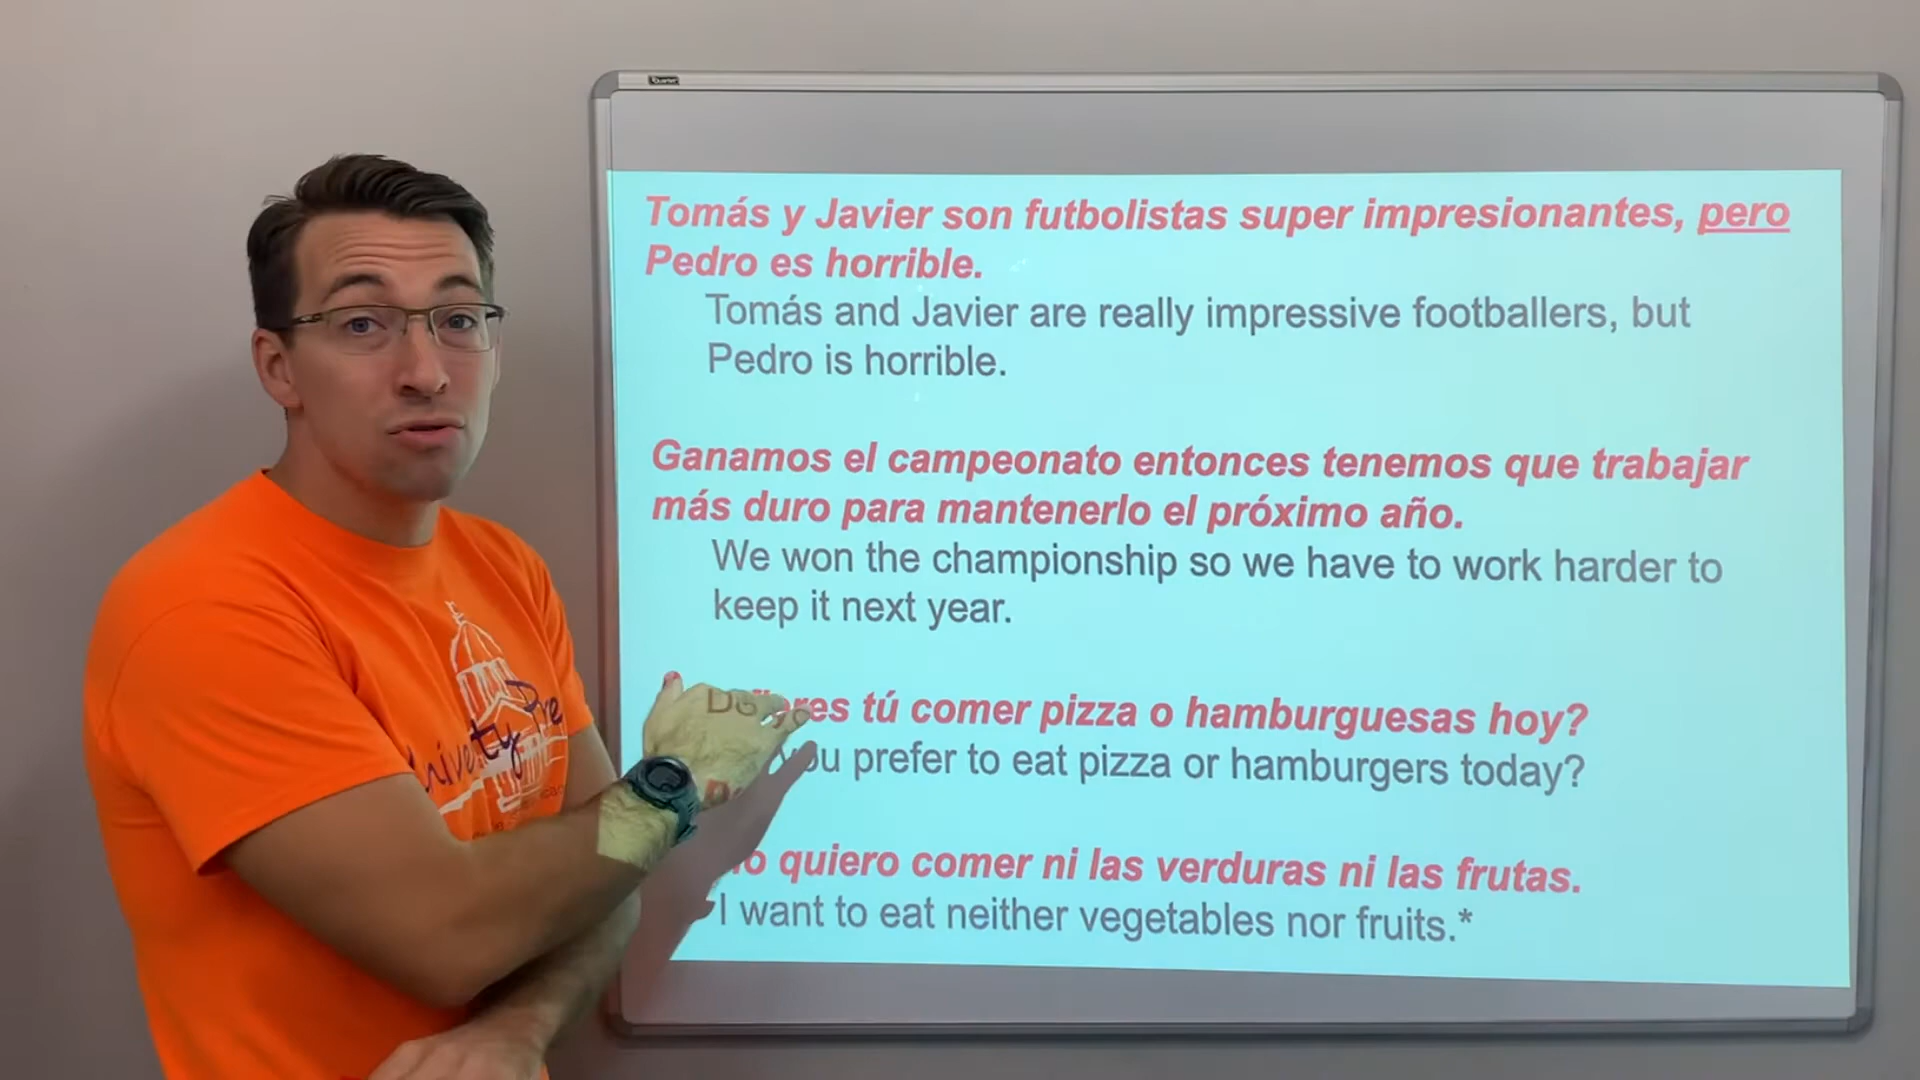 Tomás y Javier son futbolistas super impresionantes, pero
Pedro es horrible.
Tomás and Javier are really impressive footballers, but
Pedro is horrible.
Ganamos el campeonato entonces tenemos que trabajar
más duro para mantenerlo el próximo año.
We won the championship so we have to work harder to
keep it next year.
tú comer pizza o hamburguesas hoy?
you prefer to eat pizza or hamburgers today?
quiero comer ni las verduras ni las frutas.
I want to eat neither vegetables nor fruits.*